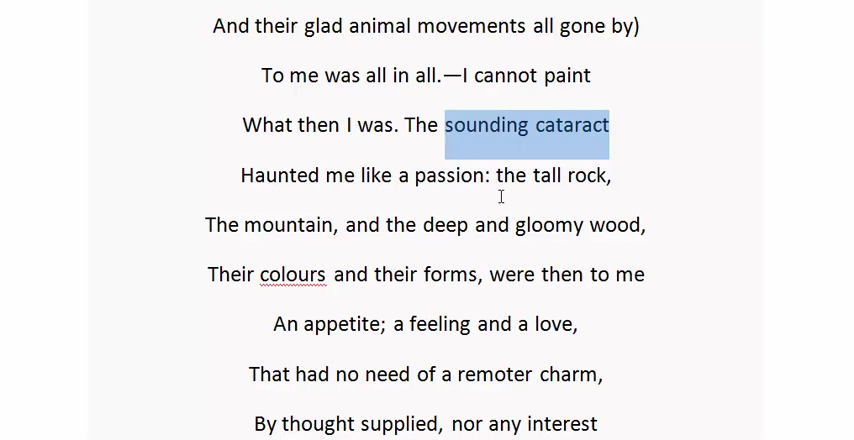 And their glad animal movements all gone by)
To me was all in all.—I cannot paint
What then I was. The sounding cataract
Haunted me like a passion: the tall rock,
The mountain, and the deep and gloomy wood,
Their colours and their forms, were then to me
An appetite; a feeling and a love,
That had no need of a remoter charm,
By thought supplied, nor any interest